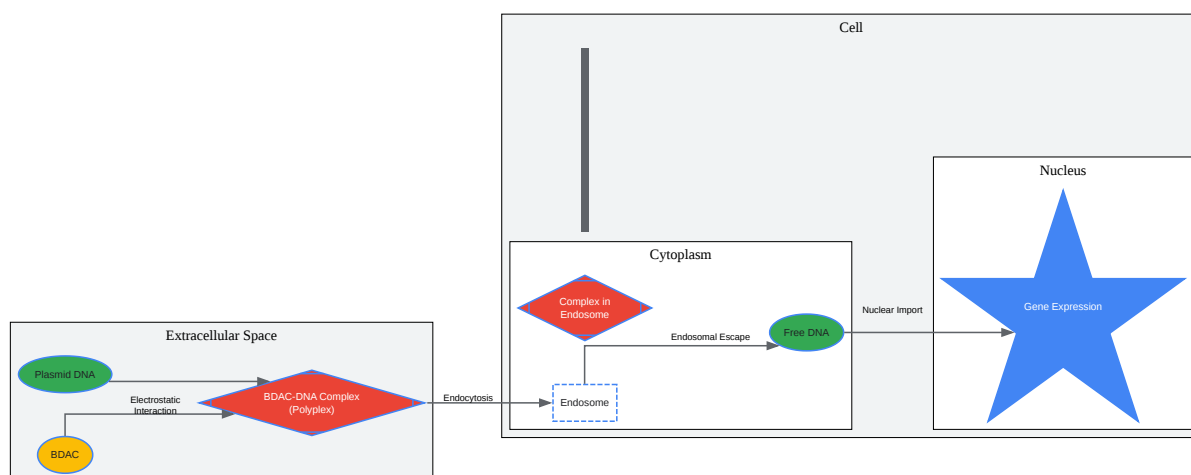 Cell
Nucleus
Cytoplasm
Complex in
Endosome
Gene Expression
Nuclear Import
Free DNA
Endosomal Escape
Extracellular Space
Plasmid DNA
BDAC-DNA Complex
(Polyplex)
Electrostatic
Interaction
Endocytosis
Endosome
BDAC